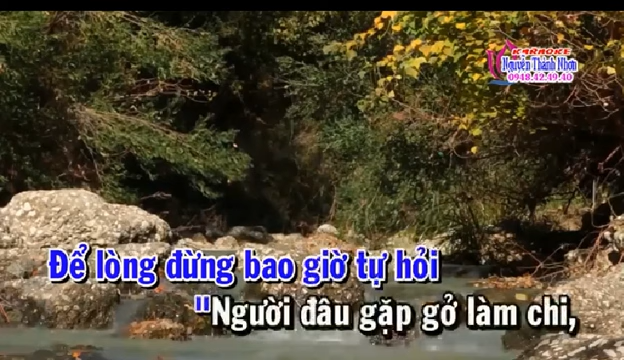 KARAOKE
Nguyễn Thành Nhơn
0948.42.49.40
Để lòng đừng bao giờ tự hỏi
"Người đâu gặp gở làm chi,